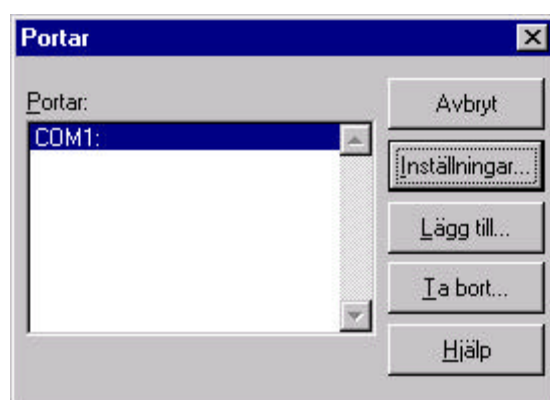 Portar
Portar:
COM1:
Avbryt
Inställningar...
Lägg till...
Ta bort...
Hjälp